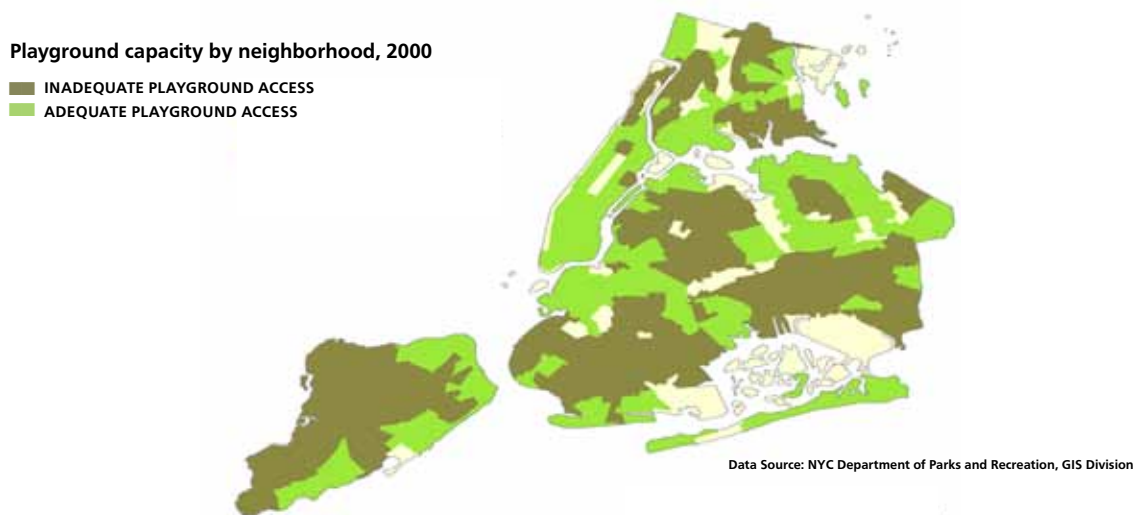 Playground capacity by neighborhood, 2000
INADEQUATE PLAYGROUND ACCESS
ADEQUATE PLAYGROUND ACCESS
Data Source: NYC Department of Parks and Recreation, GIS Division